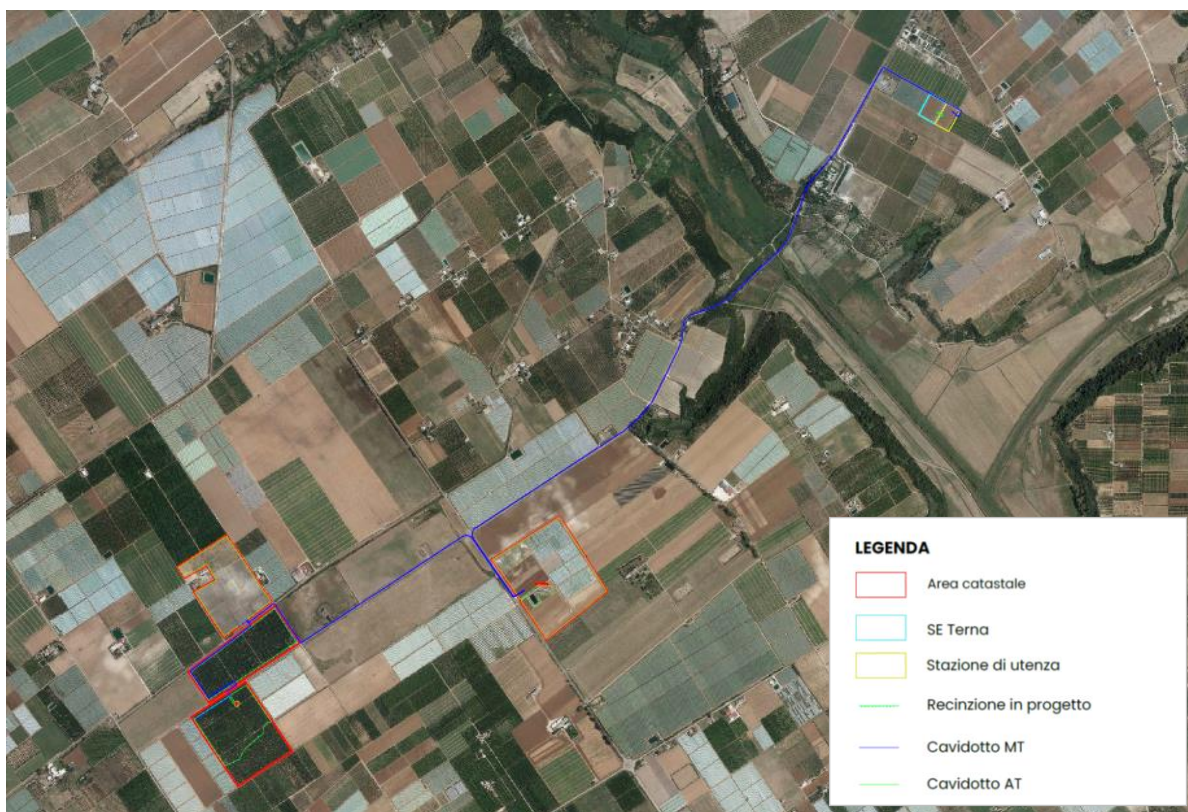 LEGENDA
Area catastale
SE Terna
Stazione di utenza
Recinzione in progetto
Cavidotto MT
Cavidotto AT